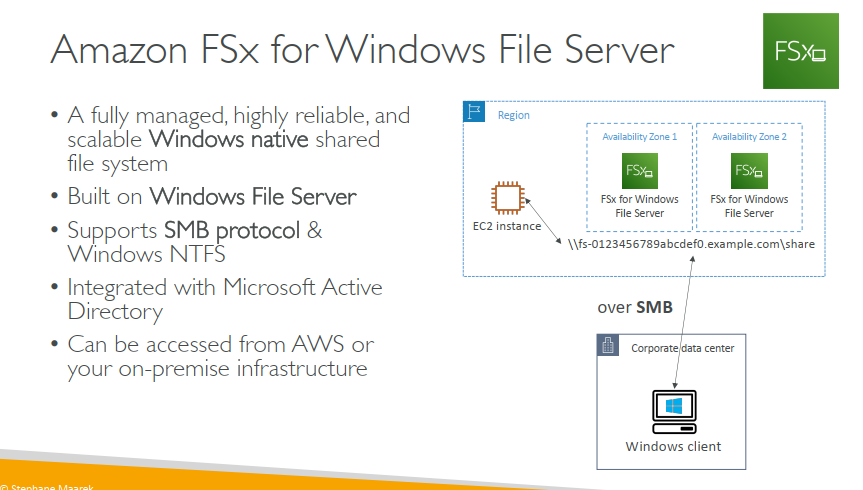 Amazon FSx for Windows File Server
FSx
• A fully managed, highly reliable, and
scalable Windows native shared
file system
• Built on Windows File Server
• Supports SMB protocol &
Windows NTFS
• Integrated with Microsoft Active
Directory
• Can be accessed from AWS or
your on-premise infrastructure
Region
Availability Zone 1
Availability Zone 2
FSx
FSx
FSx for Windows
File Server
FSx for Windows
File Server
EC2 instance
\\fs-0123456789abcdef0.example.com\share
over SMB
Corporate data center
Windows client
© Stephane Maarek